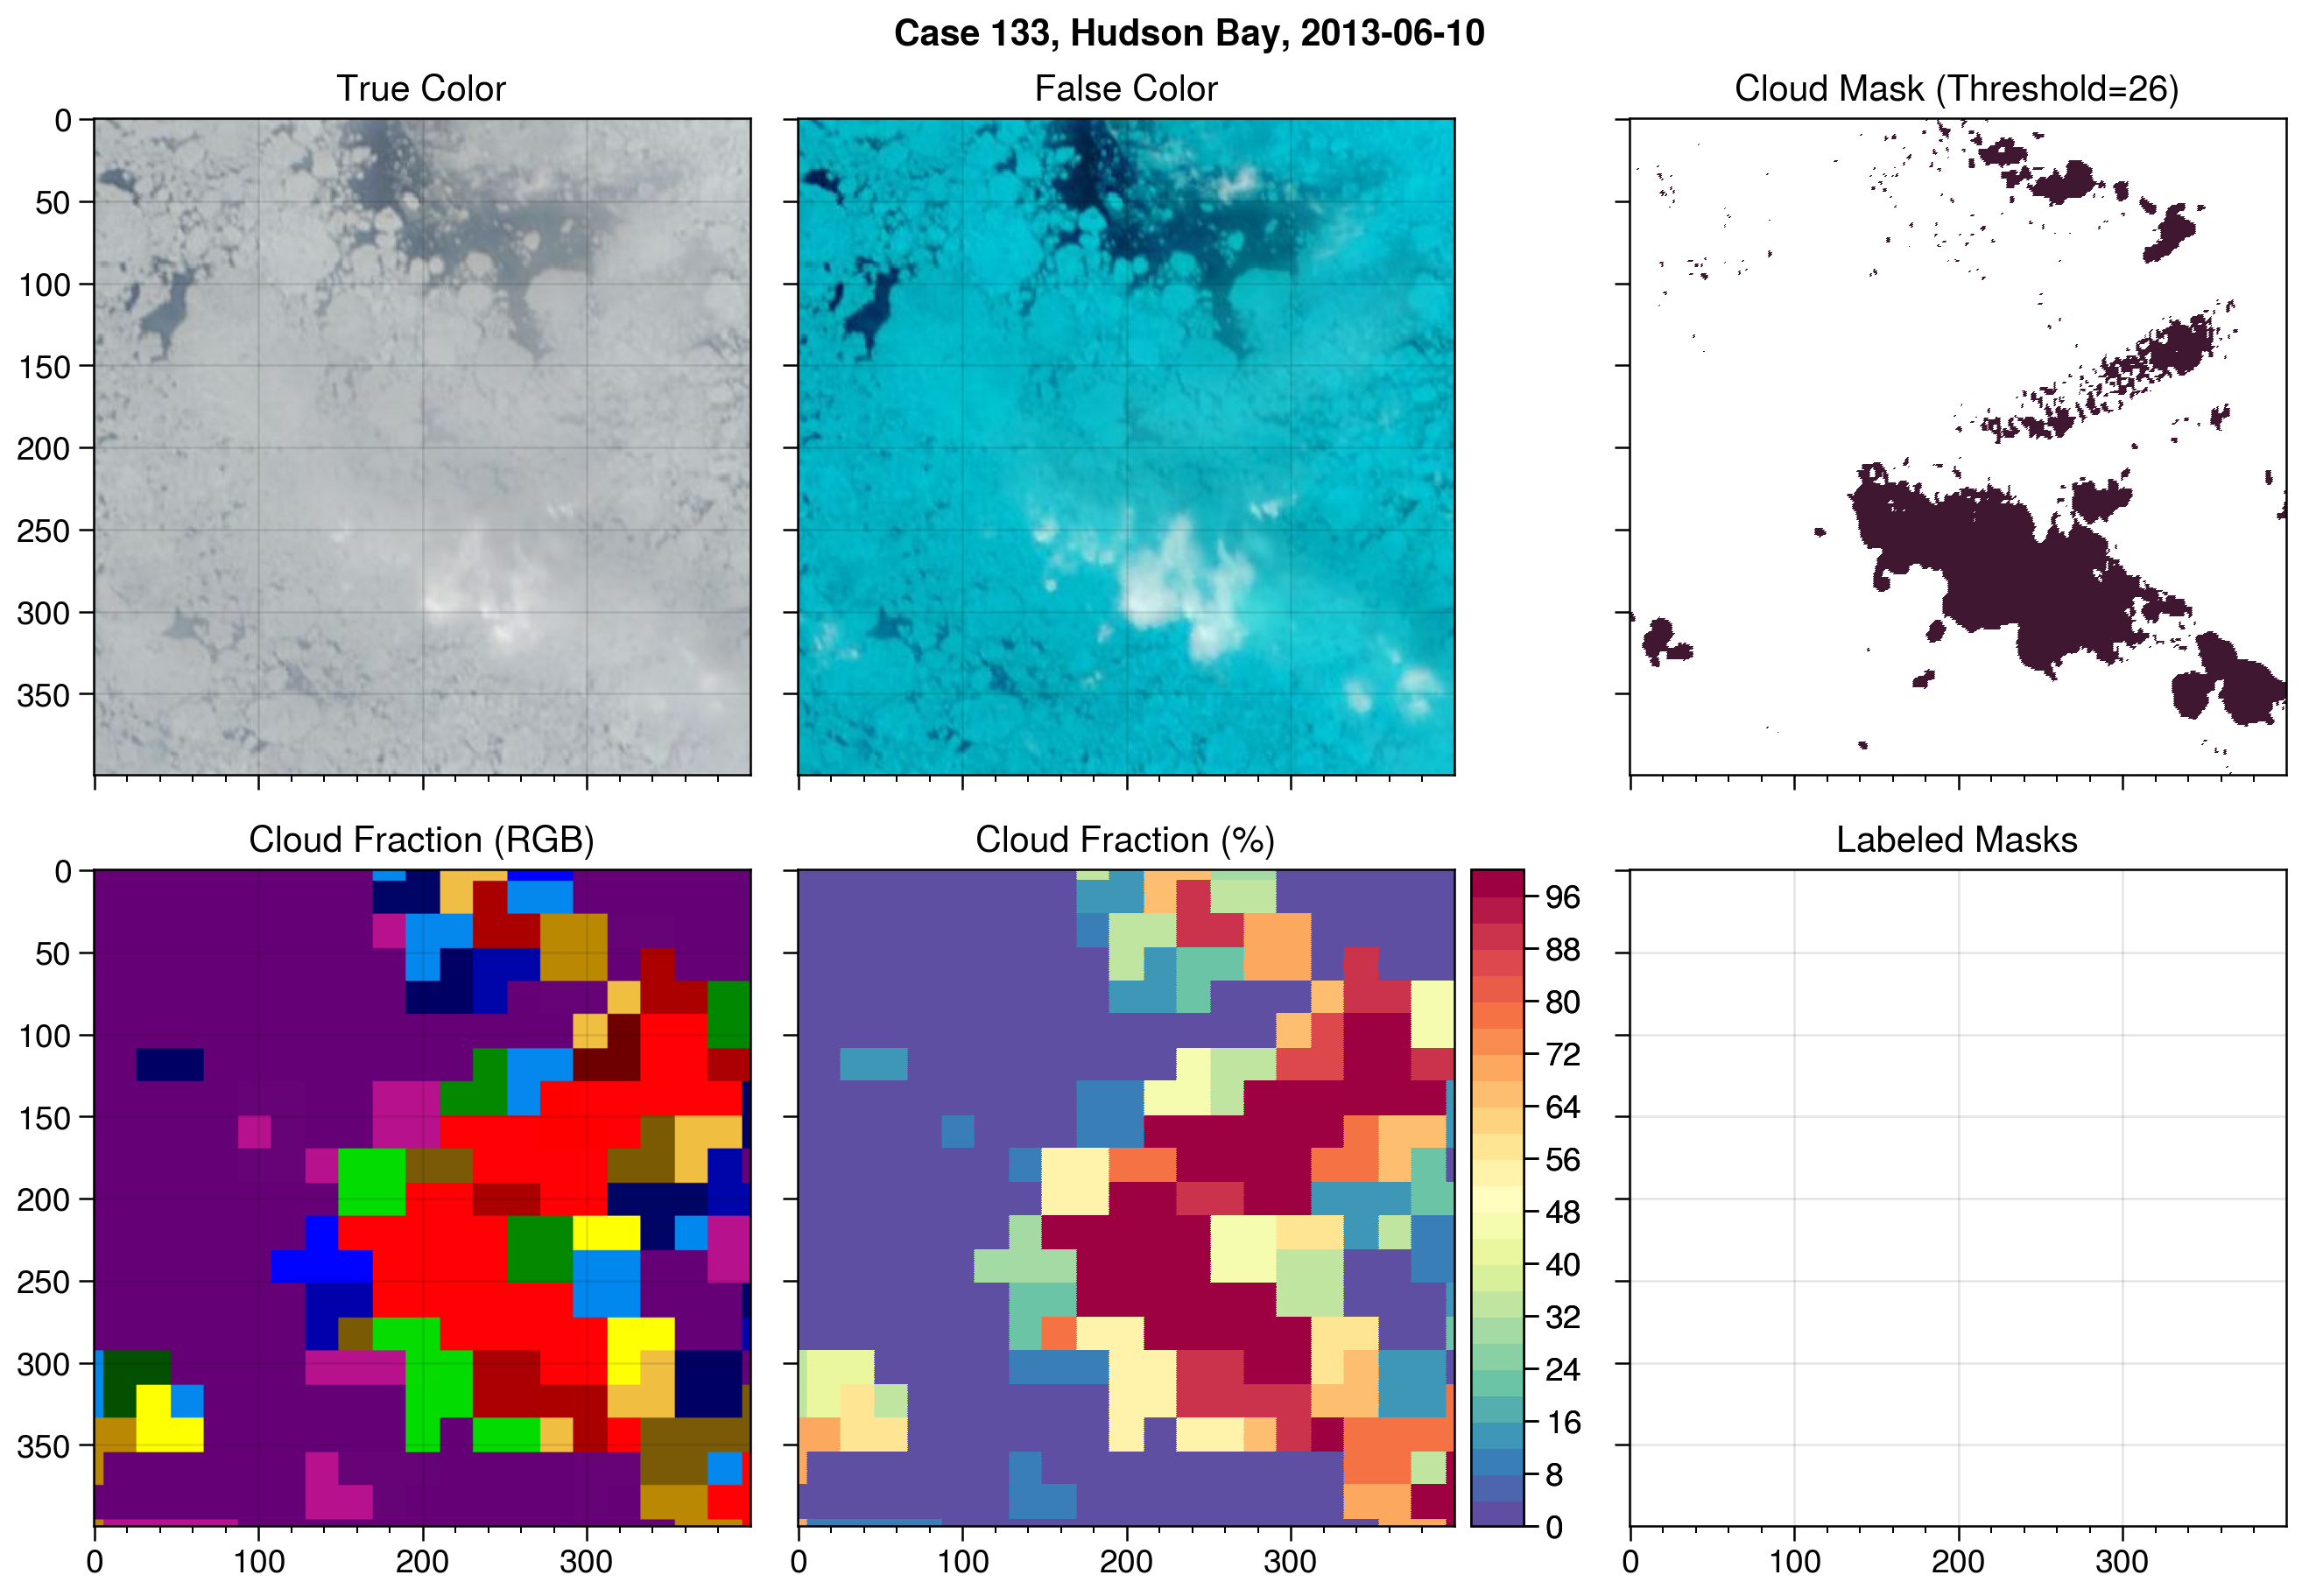 Case 133, Hudson Bay, 2013-06-10
True Color
False Color
Cloud Mask (Threshold=26)
0
50
100
150
200
250
300
350
Cloud Fraction (RGB)
Cloud Fraction (%)
Labeled Masks
0
50
100
150
200
250
300
350
96
88
80
72
64
56
48
40
32
24
16
8
0
0 100 200 300
0 100 200 300
0 100 200 300